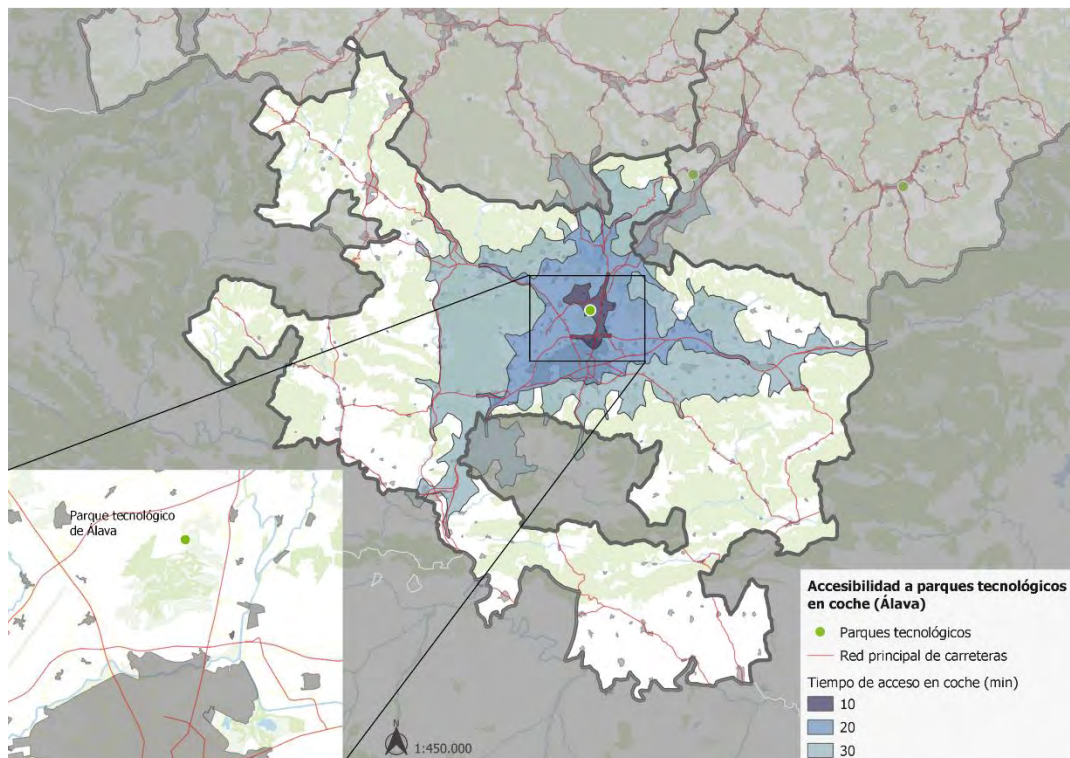 Parque tecnológico
de Álava
N
1:450.000
Accesibilidad a parques tecnológicos
en coche (Álava)
Parques tecnológicos
Red principal de carreteras
Tiempo de acceso en coche (min)
10
20
30